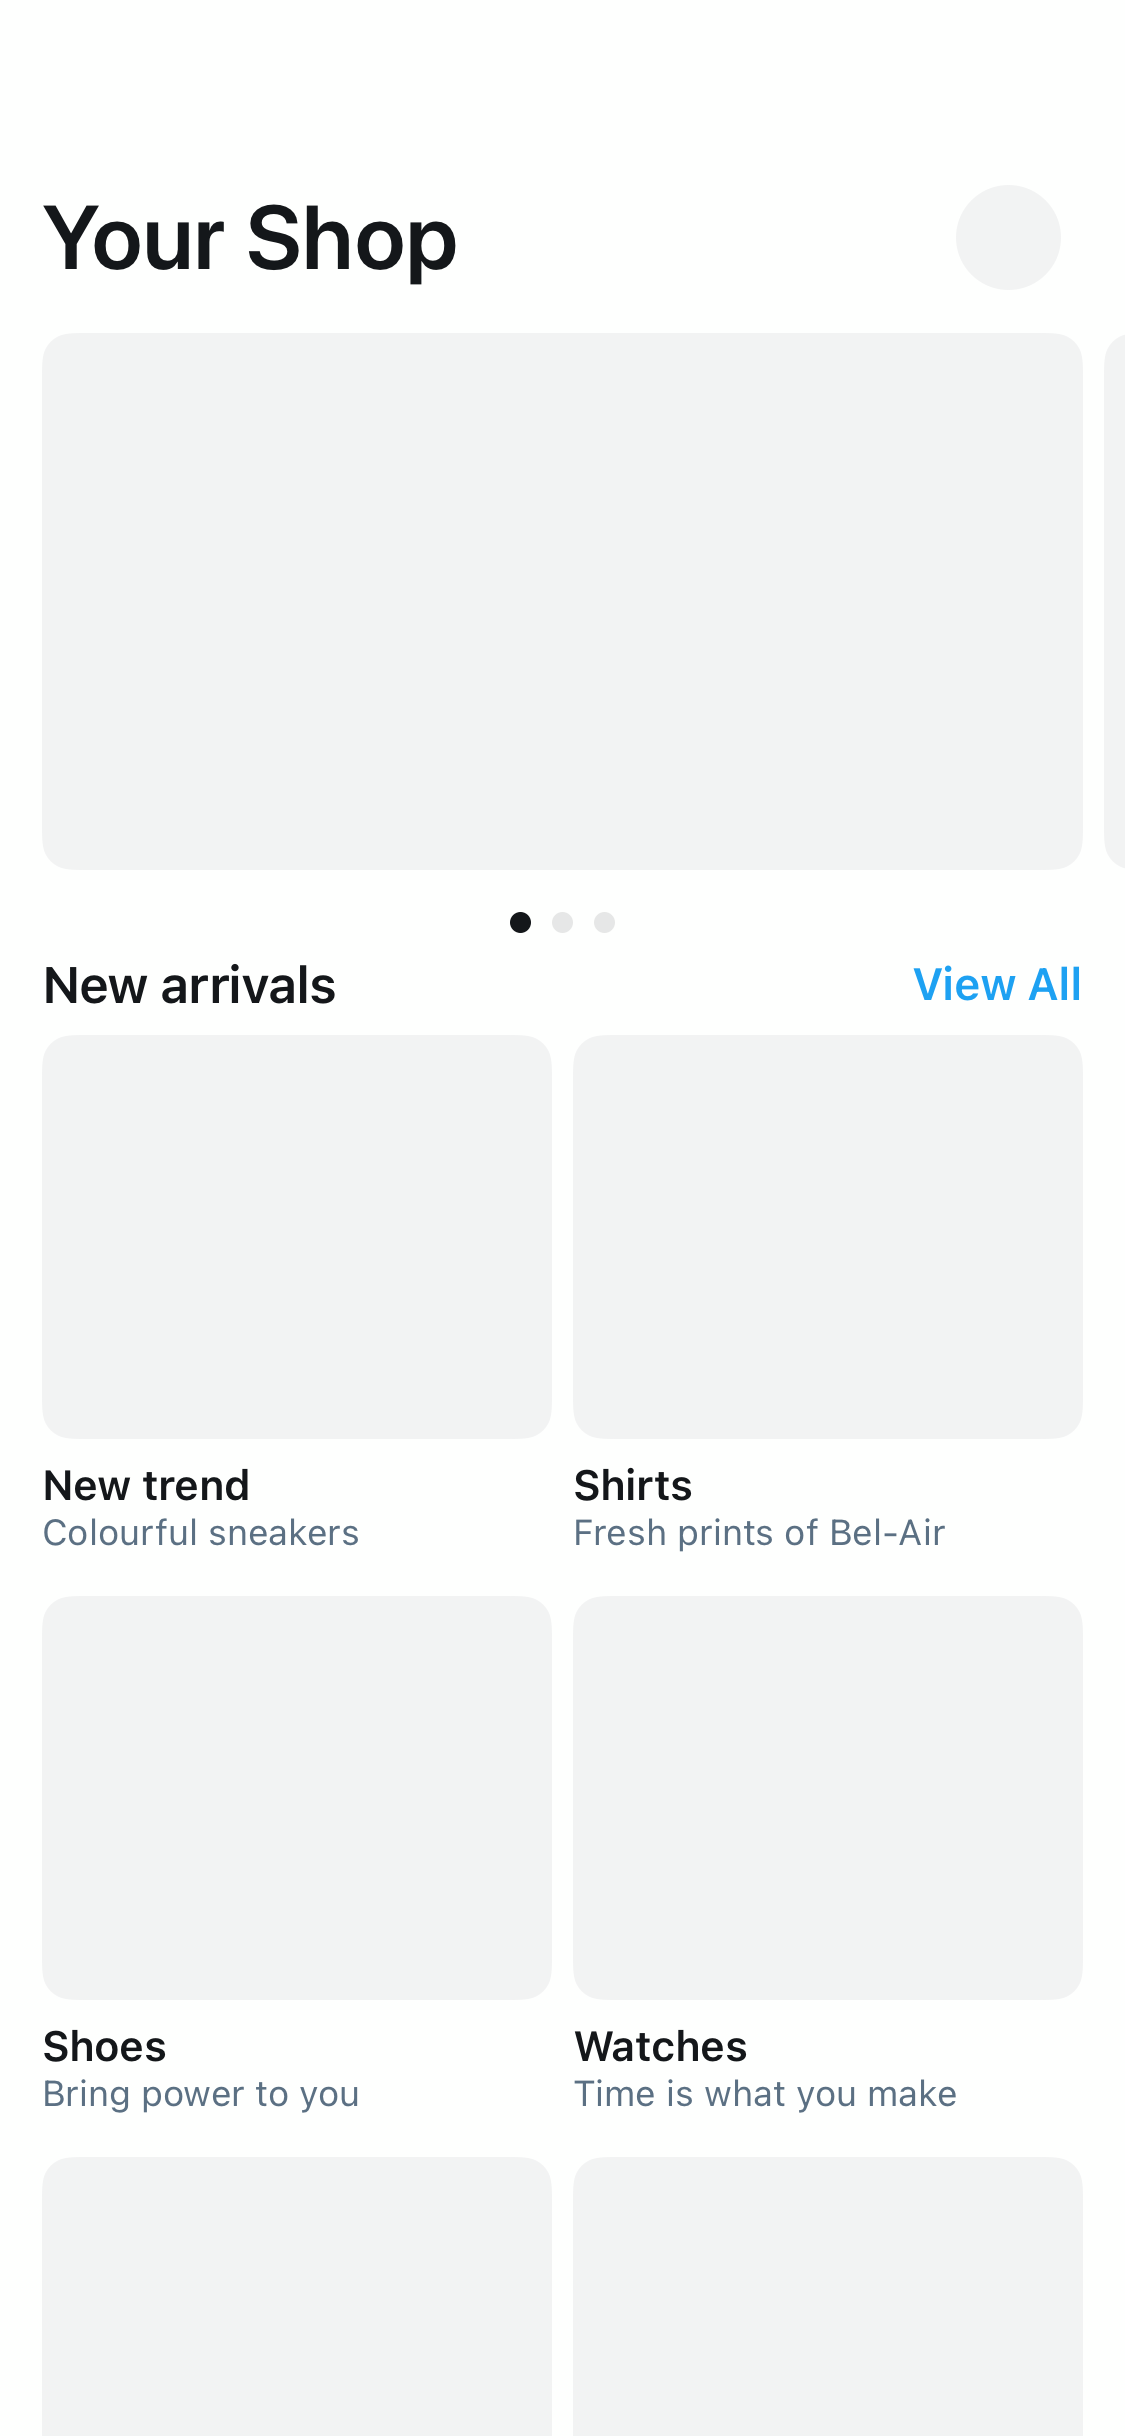 Your Shop
New arrivals
View All
New trend
Colourful sneakers
Shirts
Fresh prints of Bel-Air
Shoes
Bring power to you
Watches
Time is what you make